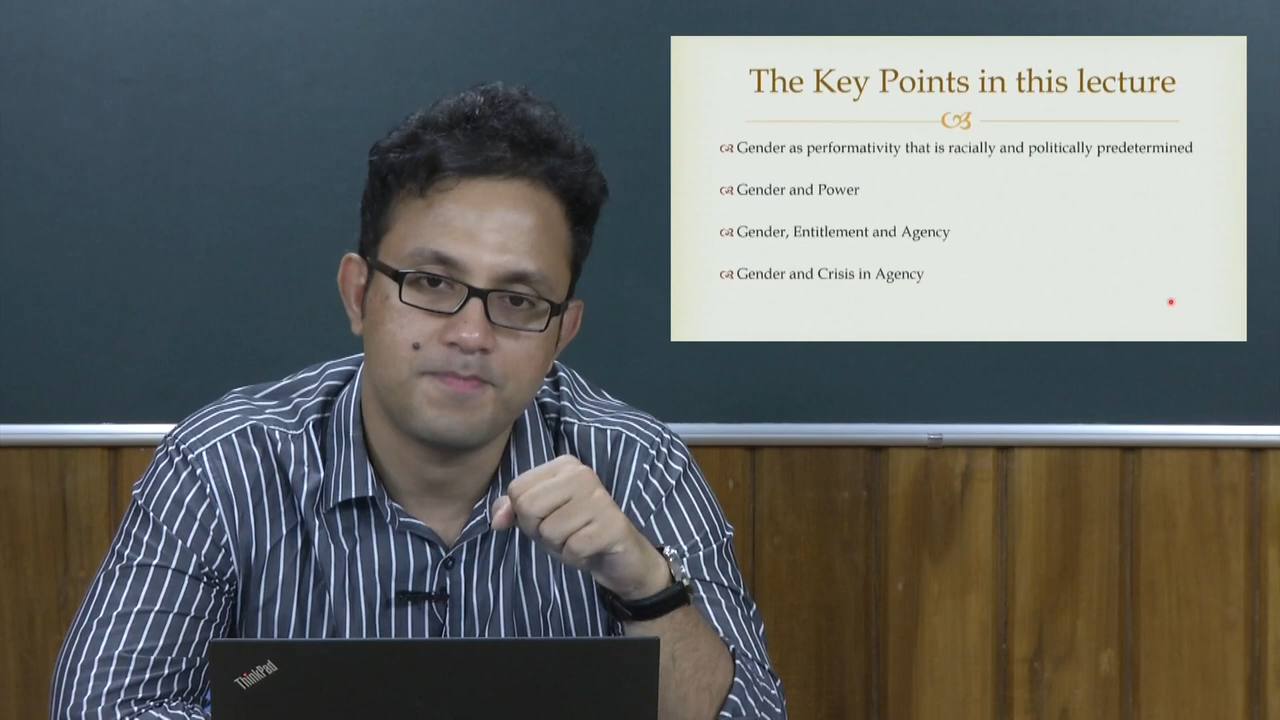 The Key Points in this lecture
Gender as performativity that is racially and politically predetermined
Gender and Power
Gender, Entitlement and Agency
Gender and Crisis in Agency
ThinkPad